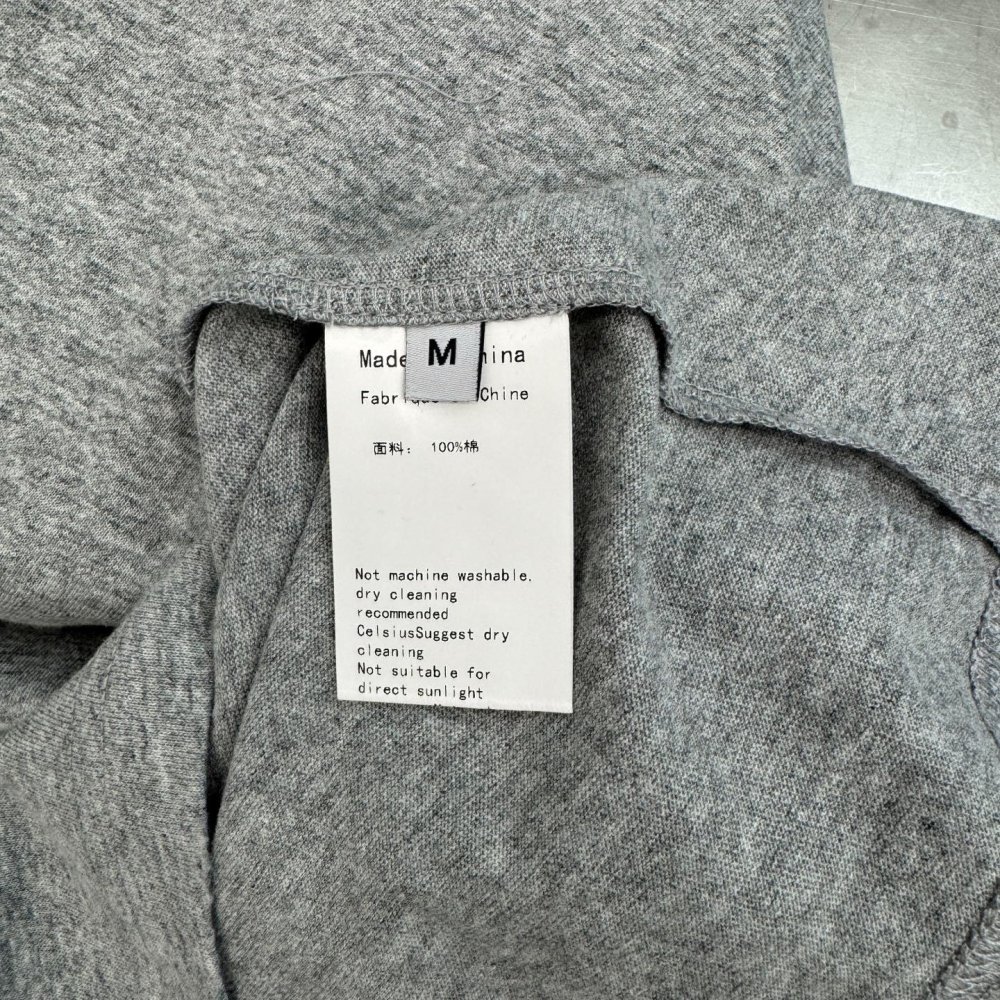 M
Made hina
Chine
面料： 100%棉
Not machine washable.
dry cleaning
recommended
CelsiusSuggest dry
cleaning
Not suitable for
direct sunlight